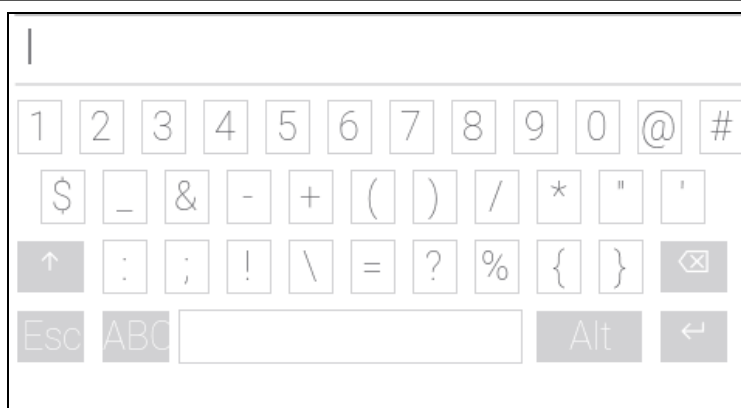 1 2 3 4 5 6 7 8 9 0 @ #
$ _ & - + ( ) / * " '
↑ : ; ! \ = ? % { } ⌫
Esc ABC Alt ↵